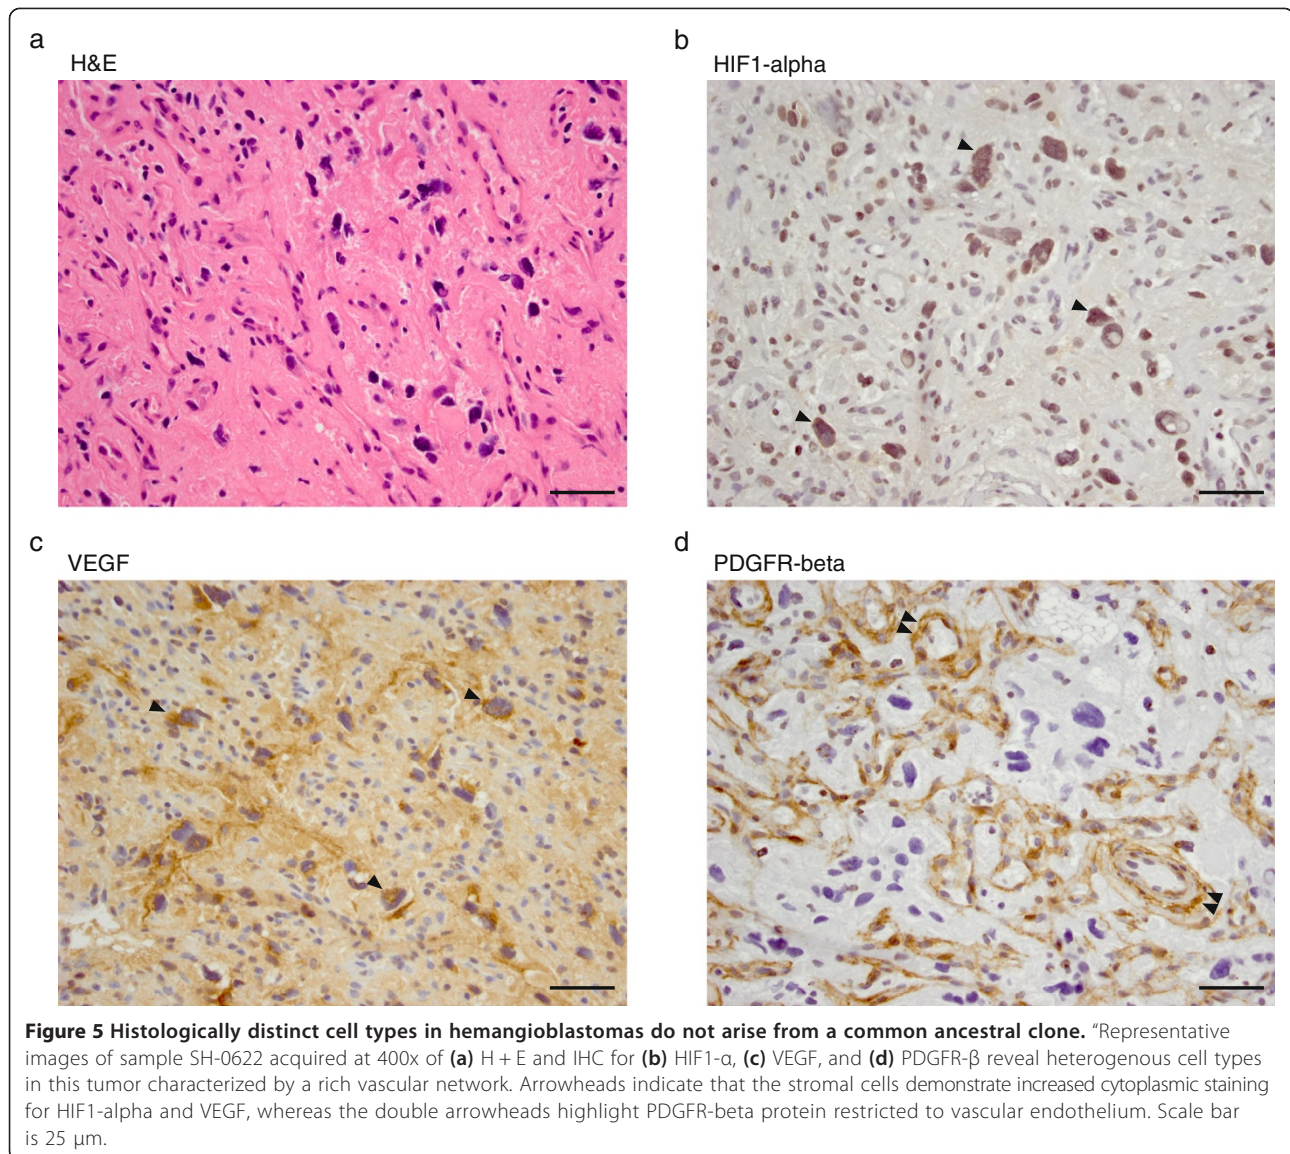 a
H&E
b
HIF1-alpha
c
VEGF
d
PDGFR-beta
Figure 5 Histologically distinct cell types in hemangioblastomas do not arise from a common ancestral clone. "Representative
images of sample SH-0622 acquired at 400x of (a) H + E and IHC for (b) HIF1-α, (c) VEGF, and (d) PDGFR-β reveal heterogenous cell types
in this tumor characterized by a rich vascular network. Arrowheads indicate that the stromal cells demonstrate increased cytoplasmic staining
for HIF1-alpha and VEGF, whereas the double arrowheads highlight PDGFR-beta protein restricted to vascular endothelium. Scale bar
is 25 μm.